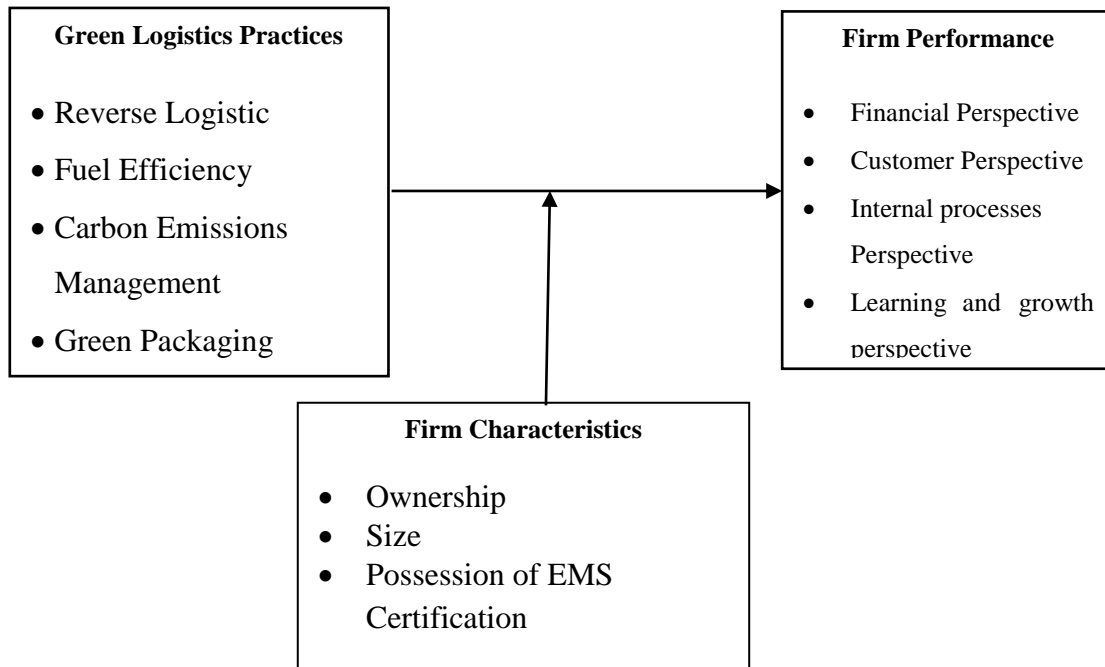 Green Logistics Practices
• Reverse Logistic
• Fuel Efficiency
• Carbon Emissions
Management
• Green Packaging
Firm Performance
• Financial Perspective
• Customer Perspective
• Internal processes
Perspective
• Learning and growth
perspective
Firm Characteristics
• Ownership
• Size
• Possession of EMS
Certification